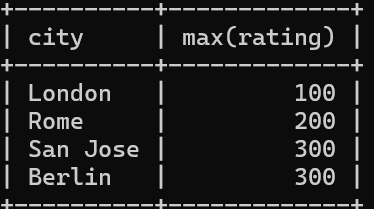 +----------+-------------+
| city     | max(rating) |
+----------+-------------+
| London   |         100 |
| Rome     |         200 |
| San Jose |         300 |
| Berlin   |         300 |
+----------+-------------+